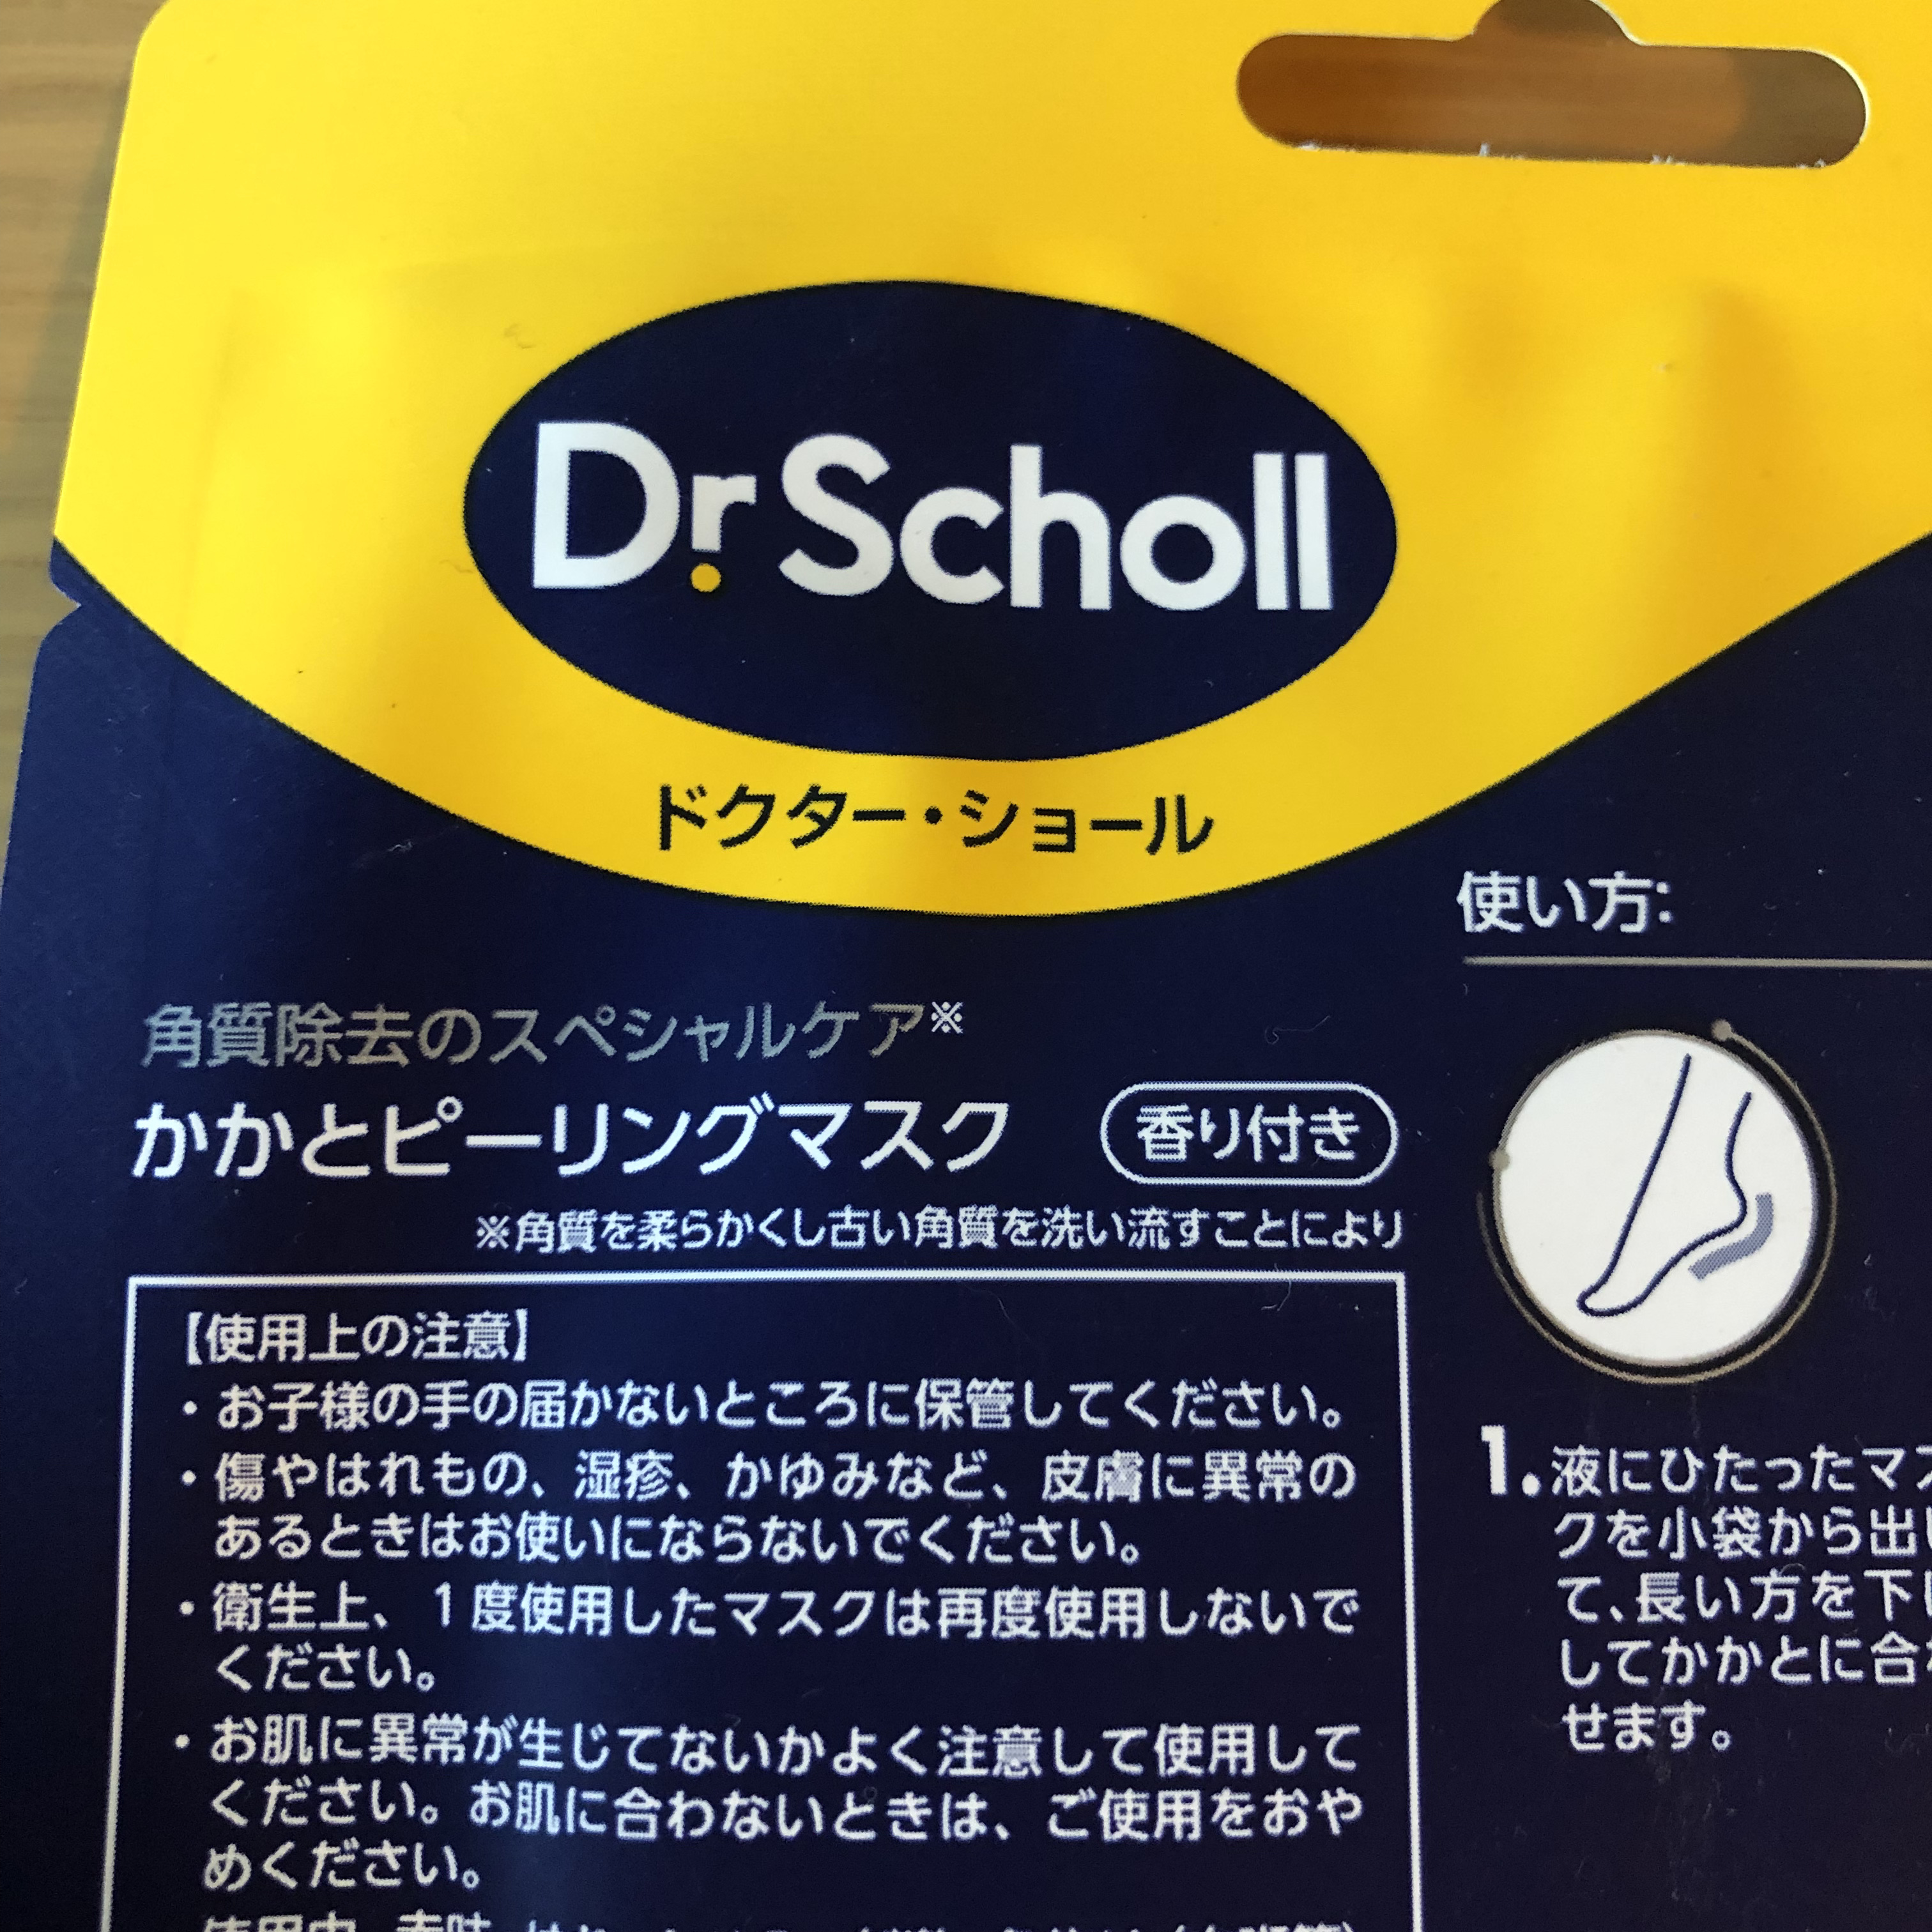 Dr. Scholl
ドクター・ショール
角質除去のスペシャルケア※
かかとピーリングマスク 香り付き
※角質を柔らかくし古い角質を洗い流すことにより
【使用上の注意】
・お子様の手の届かないところに保管してください。
・傷やはれもの、湿疹、かゆみなど、皮膚に異常の
あるときはお使いにならないでください。
・衛生上、1度使用したマスクは再度使用しないで
ください。
・お肌に異常が生じてないかよく注意して使用して
ください。お肌に合わないときは、ご使用をおや
めください。
使い方:
1.液にひたったマス
クを小袋から出し
て、長い方を下に
してかかとに合わ
せます。